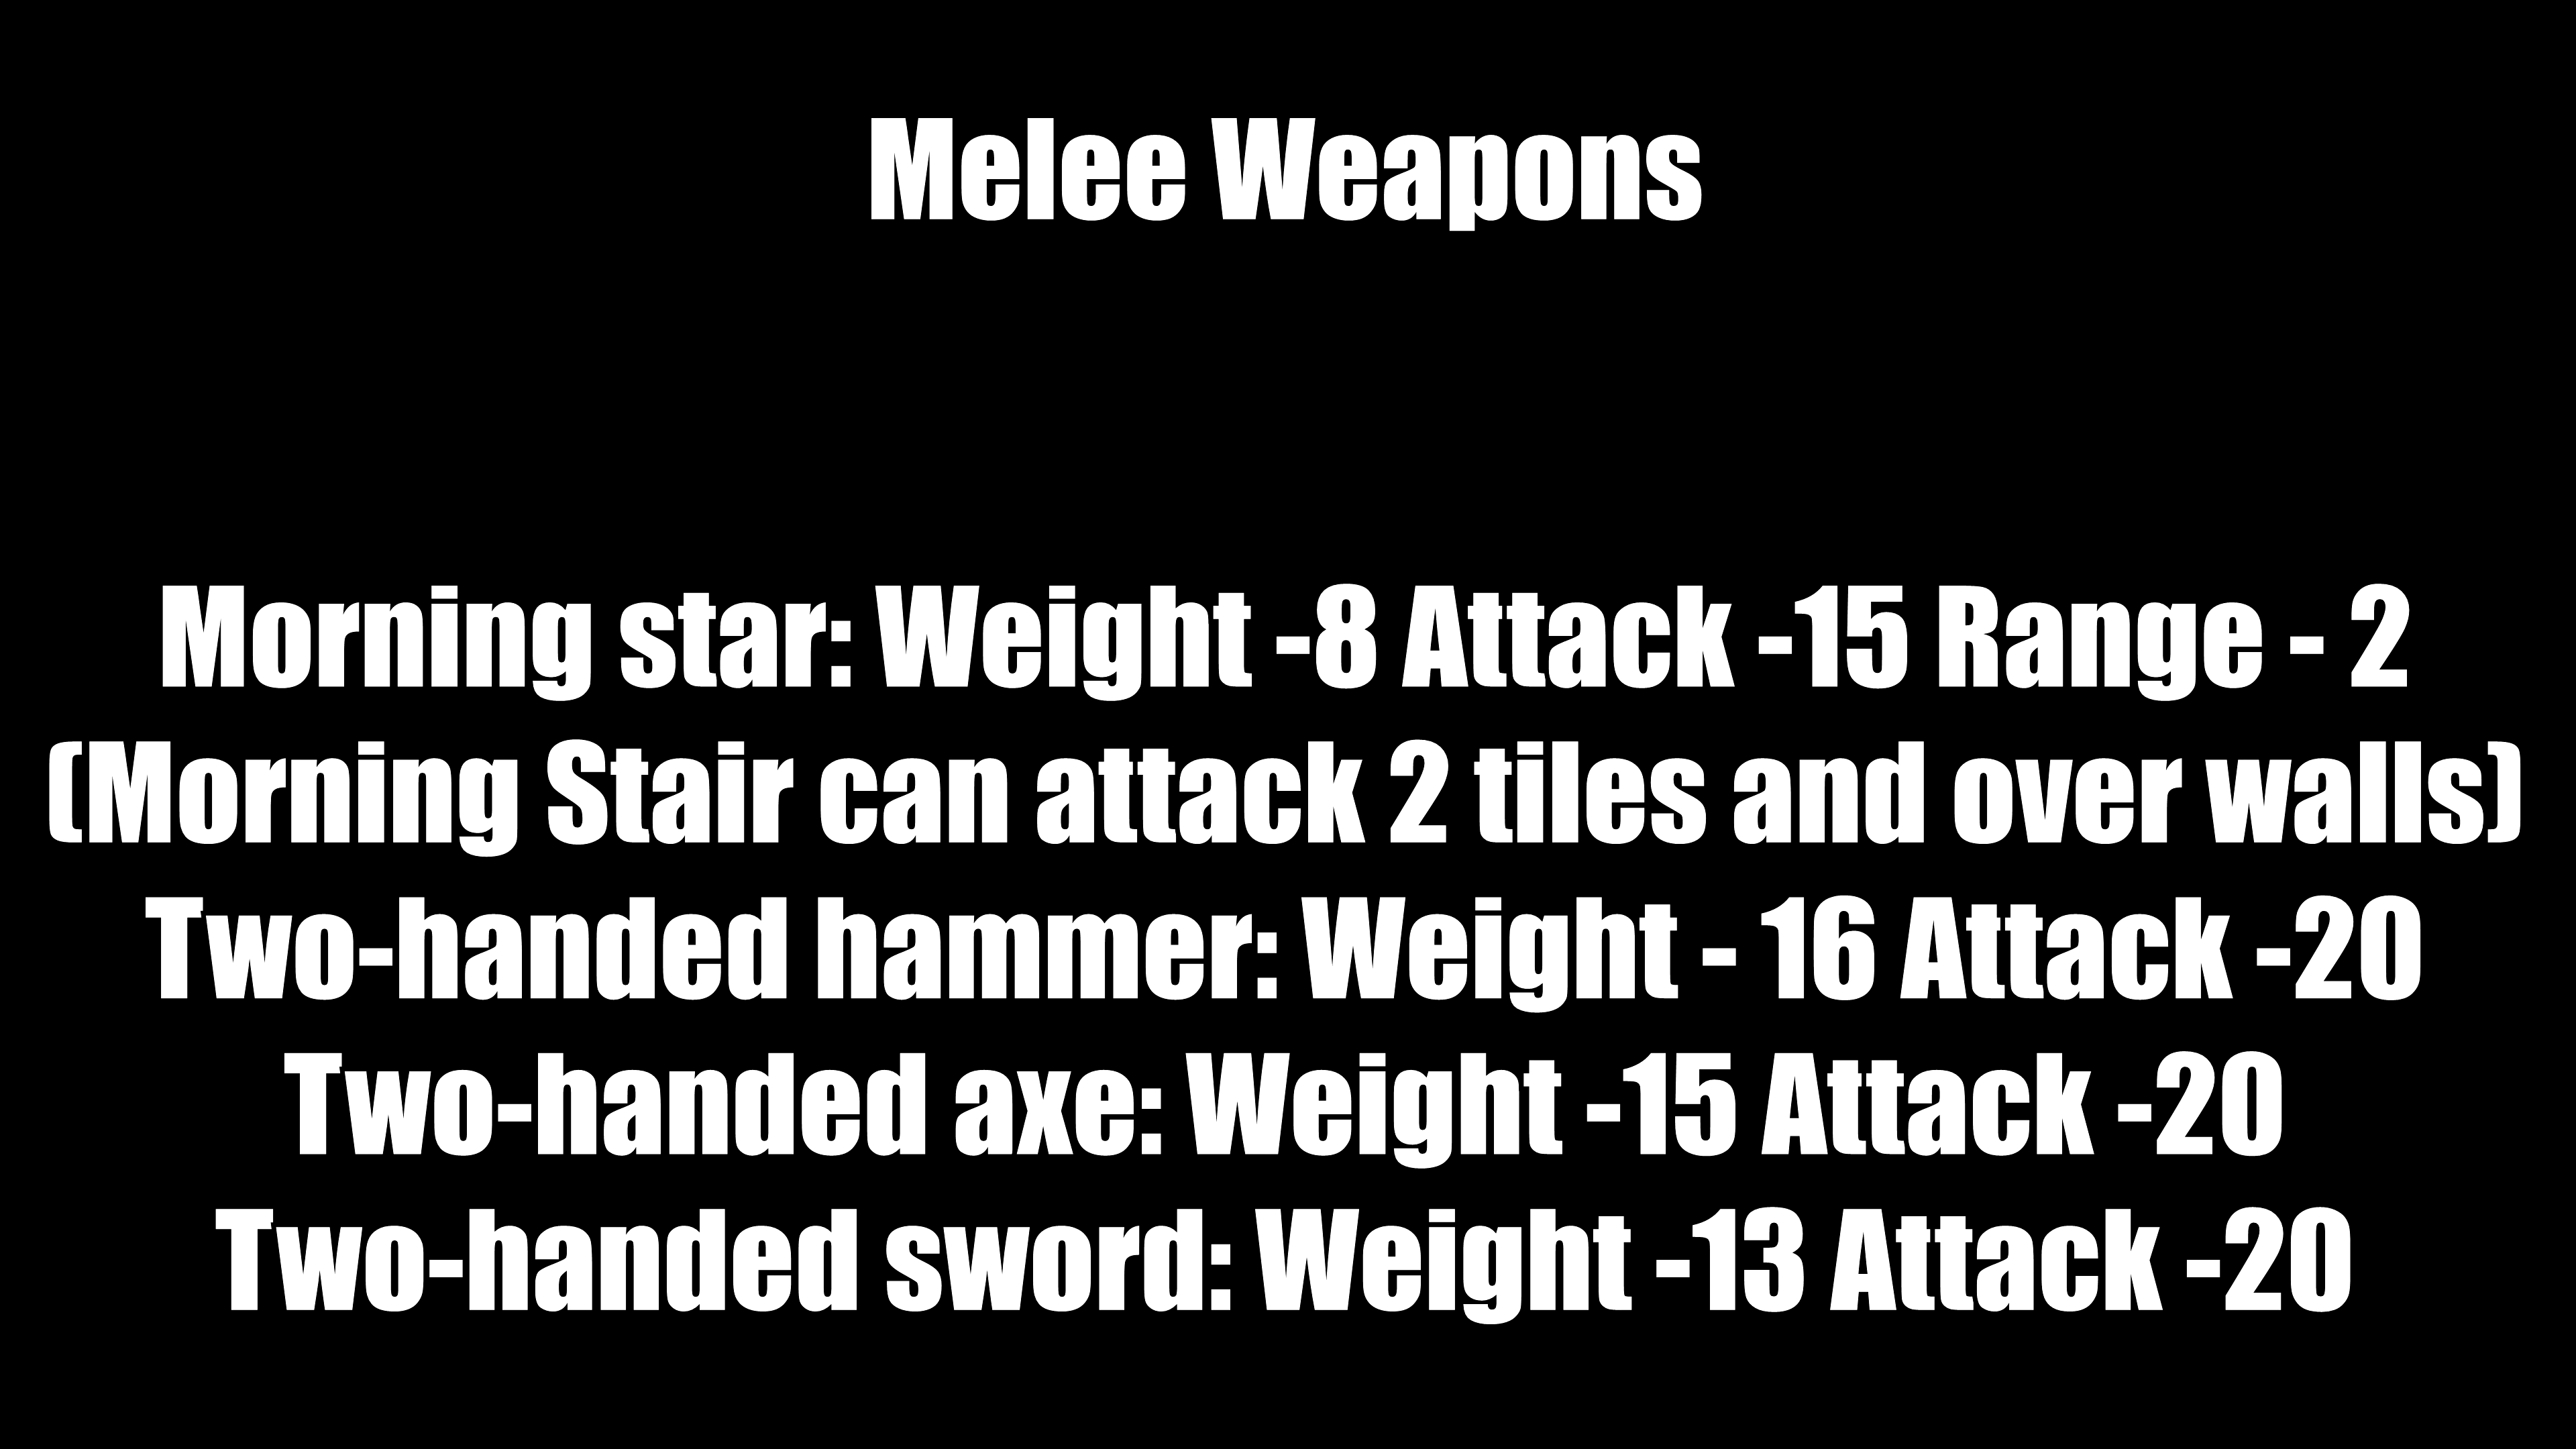 Melee Weapons
Morning star: Weight -8 Attack -15 Range - 2
(Morning Stair can attack 2 tiles and over walls)
Two-handed hammer: Weight - 16 Attack -20
Two-handed axe: Weight -15 Attack -20
Two-handed sword: Weight -13 Attack -20